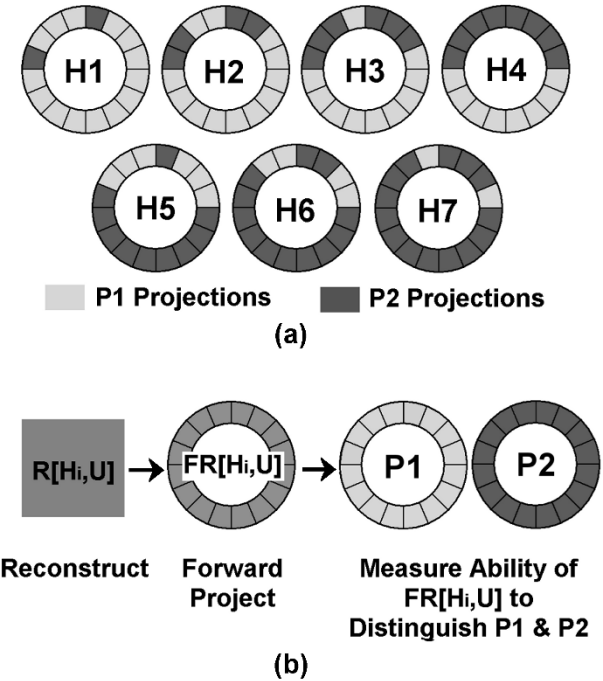 H1 H2 H3 H4
H5 H6 H7
P1 Projections P2 Projections
(a)
R[Hi,U] FR[Hi,U] P1 P2
Reconstruct Forward Measure Ability of
Project FR[Hi,U] to
Distinguish P1 & P2
(b)